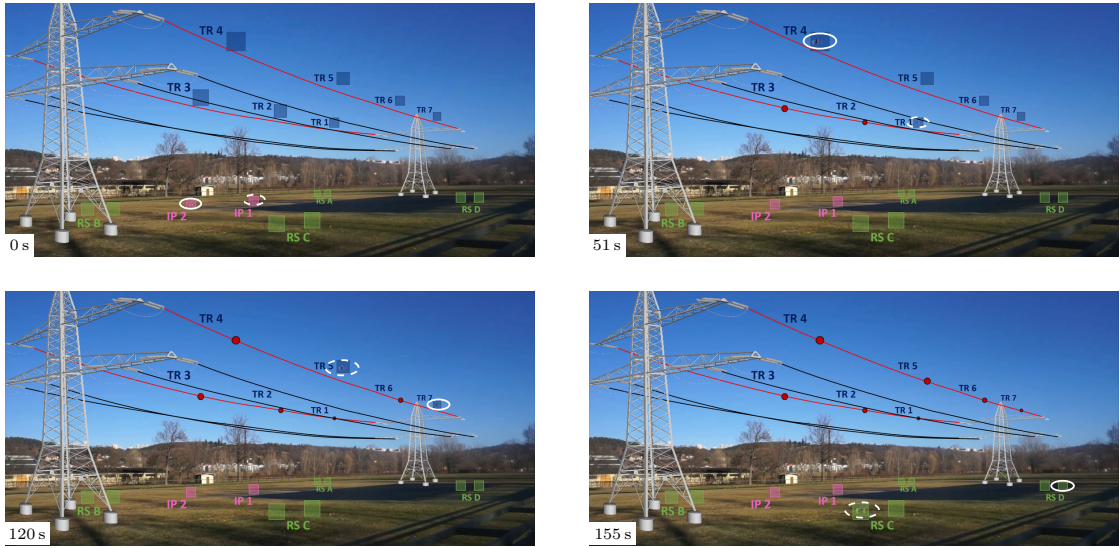 TR 4
TR 5
TR 3
TR 6
TR 2
TR 7
TR 1
RS A
RS B
IP 2
IP 1
RS D
RS C
0 s
TR 4
TR 5
TR 3
TR 6
TR 2
TR 7
TR 1
RS A
RS B
IP 2
IP 1
RS D
RS C
51 s
TR 4
TR 5
TR 3
TR 6
TR 2
TR 7
TR 1
RS A
RS B
IP 2
IP 1
RS D
RS C
120 s
TR 4
TR 5
TR 3
TR 6
TR 2
TR 7
TR 1
RS A
RS B
IP 2
IP 1
RS D
RS C
155 s